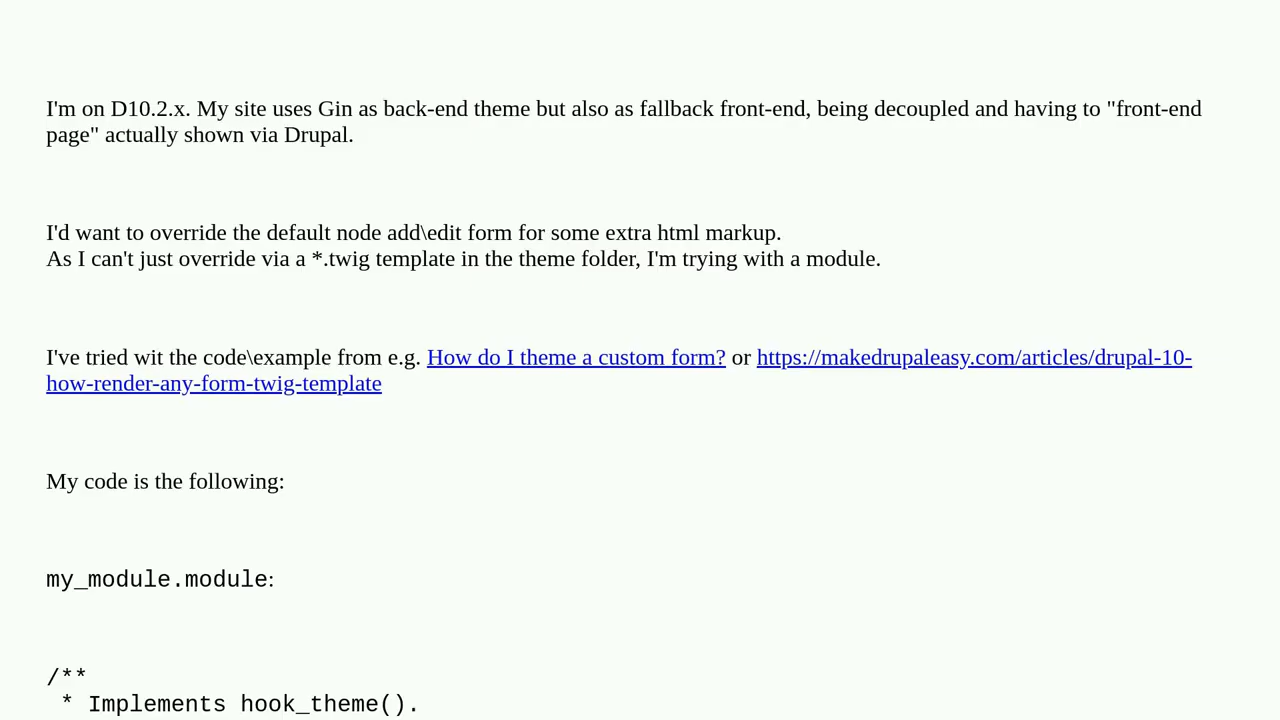 I'm on D10.2.x. My site uses Gin as back-end theme but also as fallback front-end, being decoupled and having to "front-end
page" actually shown via Drupal.
I'd want to override the default node add\edit form for some extra html markup.
As I can't just override via a *.twig template in the theme folder, I'm trying with a module.
I've tried wit the code\example from e.g. How do I theme a custom form? or https://makedrupaleasy.com/articles/drupal-10-
how-render-any-form-twig-template
My code is the following:
my_module.module:
/**
 * Implements hook_theme().